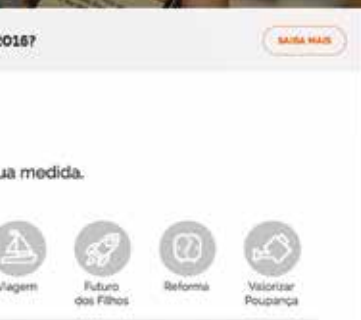 2016?
SAIBA MAIS
ua medida.
Viagem
Futuro
dos Filhos
Reforma
Valorizar
Poupança